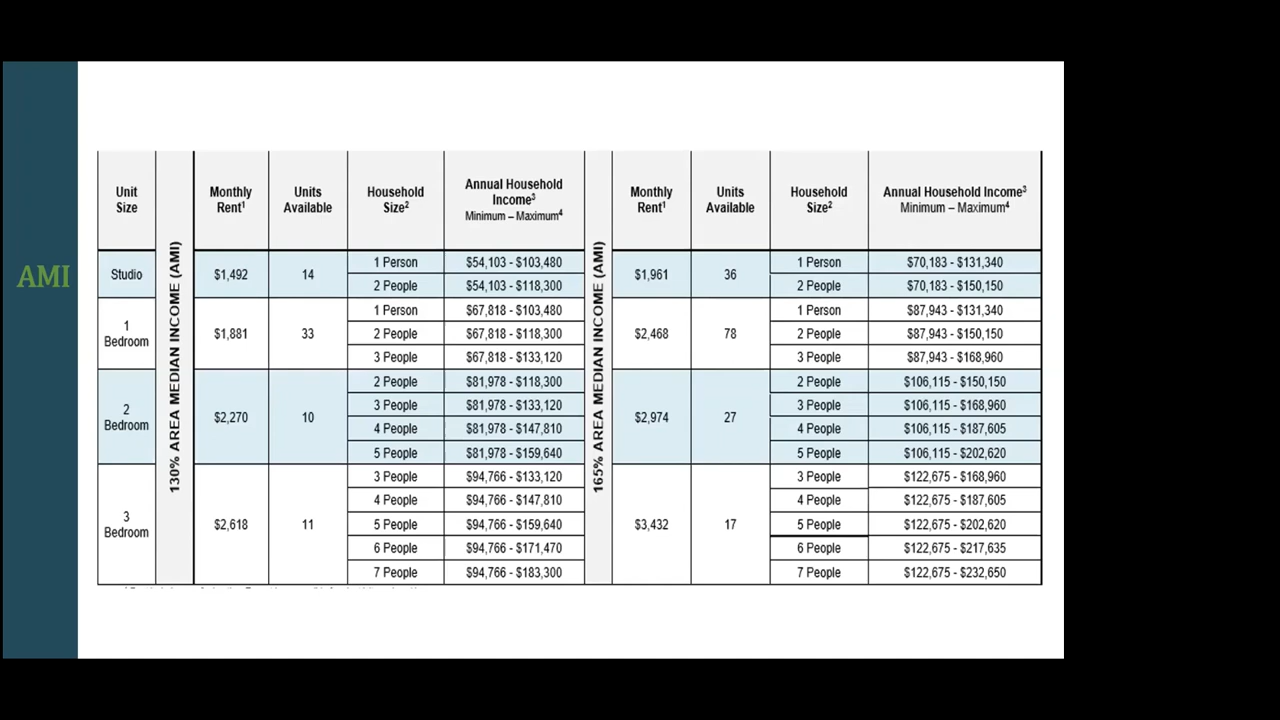 AMI
Unit Size
130% AREA MEDIAN INCOME (AMI)
Monthly Rent¹
Units Available
Household Size²
Annual Household Income³ Minimum – Maximum⁴
165% AREA MEDIAN INCOME (AMI)
Monthly Rent¹
Units Available
Household Size²
Annual Household Income³ Minimum – Maximum⁴
Studio $1,492 14 1 Person $54,103 - $103,480 $1,961 36 1 Person $70,183 - $131,340
2 People $54,103 - $118,300 2 People $70,183 - $150,150
1 Bedroom $1,881 33 1 Person $67,818 - $103,480 $2,468 78 1 Person $87,943 - $131,340
2 People $67,818 - $118,300 2 People $87,943 - $150,150
3 People $67,818 - $133,120 3 People $87,943 - $168,960
2 Bedroom $2,270 10 2 People $81,978 - $118,300 $2,974 27 2 People $106,115 - $150,150
3 People $81,978 - $133,120 3 People $106,115 - $168,960
4 People $81,978 - $147,810 4 People $106,115 - $187,605
5 People $81,978 - $159,640 5 People $106,115 - $202,620
3 Bedroom $2,618 11 3 People $94,766 - $133,120 $3,432 17 3 People $122,675 - $168,960
4 People $94,766 - $147,810 4 People $122,675 - $187,605
5 People $94,766 - $159,640 5 People $122,675 - $202,620
6 People $94,766 - $171,470 6 People $122,675 - $217,635
7 People $94,766 - $183,300 7 People $122,675 - $232,650